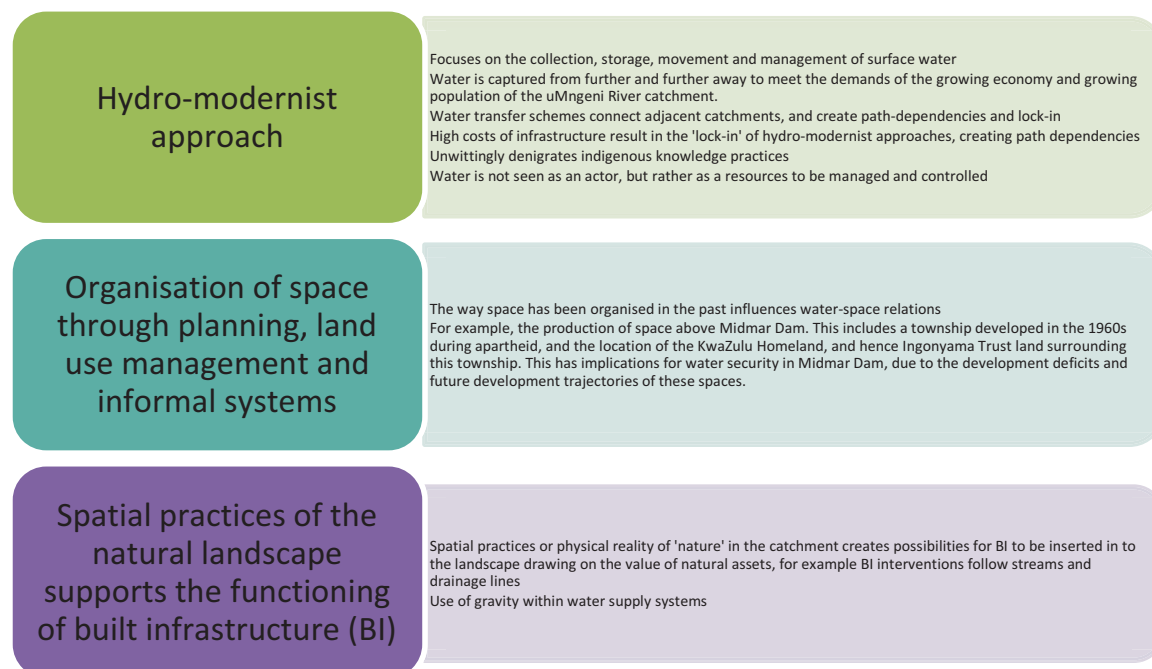 Hydro-modernist
approach
Focuses on the collection, storage, movement and management of surface water
Water is captured from further and further away to meet the demands of the growing economy and growing
population of the uMngeni River catchment.
Water transfer schemes connect adjacent catchments, and create path-dependencies and lock-in
High costs of infrastructure result in the 'lock-in' of hydro-modernist approaches, creating path dependencies
Unwittingly denigrates indigenous knowledge practices
Water is not seen as an actor, but rather as a resources to be managed and controlled
Organisation of space
through planning, land
use management and
informal systems
The way space has been organised in the past influences water-space relations
For example, the production of space above Midmar Dam. This includes a township developed in the 1960s
during apartheid, and the location of the KwaZulu Homeland, and hence Ingonyama Trust land surrounding
this township. This has implications for water security in Midmar Dam, due to the development deficits and
future development trajectories of these spaces.
Spatial practices of the
natural landscape
supports the functioning
of built infrastructure (BI)
Spatial practices or physical reality of 'nature' in the catchment creates possibilities for BI to be inserted in to
the landscape drawing on the value of natural assets, for example BI interventions follow streams and
drainage lines
Use of gravity within water supply systems